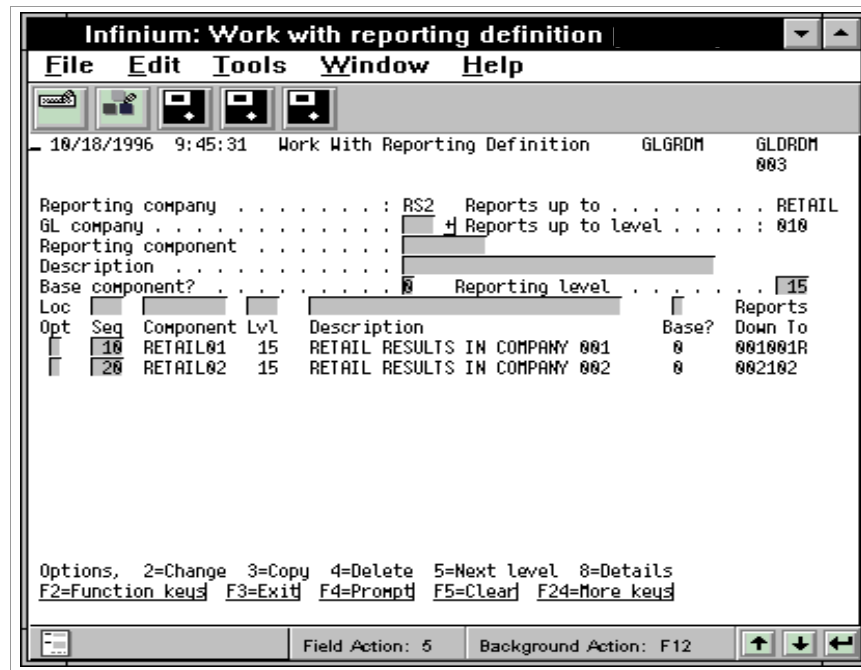 Infinium: Work with reporting definition
File Edit Tools Window Help
10/18/1996 9:45:31 Work With Reporting Definition GLGRDM GLDRDM
003
Reporting company . . . . . . . . : RS2 Reports up to . . . . . . . . . RETAIL
GL company . . . . . . . . . . . . + Reports up to level . . . . : 010
Reporting component . . . . . . . .
Description . . . . . . . . . . .
Base component? . . . . . . . . . 0 Reporting level . . . . . . . 15
Loc Reports
Opt Seq Component Lvl Description Base? Down To
10 RETAIL01 15 RETAIL RESULTS IN COMPANY 001 0 001001R
20 RETAIL02 15 RETAIL RESULTS IN COMPANY 002 0 002102
Options, 2=Change 3=Copy 4=Delete 5=Next level 8=Details
F2=Function keys F3=Exit F4=Prompt F5=Clear F24=More keys
Field Action: 5 Background Action: F12